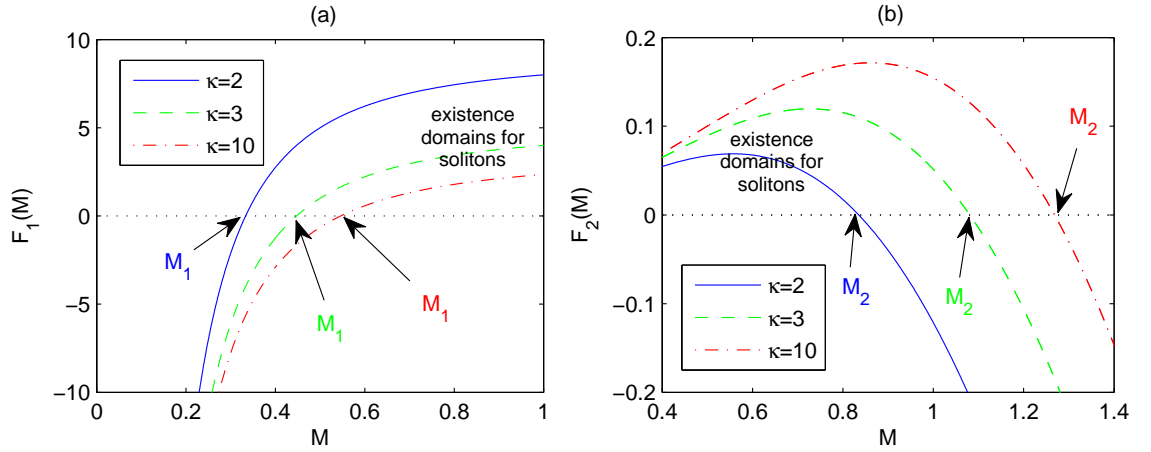 (a)
F1(M)
10
5
0
−5
−10
κ=2
κ=3
κ=10
existence
domains for
solitons
M1
M1
M1
0
0.2
0.4
0.6
0.8
1
M
(b)
F2(M)
0.2
0.1
0
−0.1
−0.2
existence
domains for
solitons
M2
M2
M2
κ=2
κ=3
κ=10
0.4
0.6
0.8
1
1.2
1.4
M